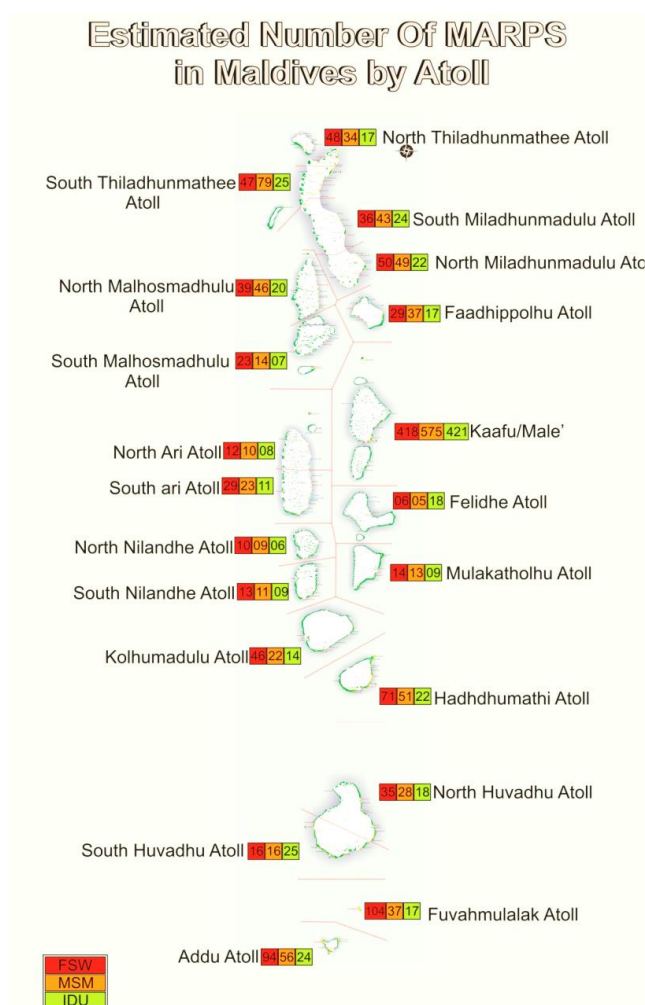 Estimated Number Of MARPS
in Maldives by Atoll
48 34 17 North Thiladhunmathee Atoll
South Thiladhunmathee
Atoll
47 79 25
36 43 24 South Miladhunmadulu Atoll
50 49 22 North Miladhunmadulu Ato
North Malhosmadhulu
Atoll
39 46 20
29 37 17 Faadhippolhu Atoll
South Malhosmadhulu
Atoll
23 14 07
418 575 421 Kaafu/Male'
North Ari Atoll 12 10 08
South ari Atoll 29 23 11
06 05 18 Felidhe Atoll
North Nilandhe Atoll 10 09 06
14 13 09 Mulakatholhu Atoll
South Nilandhe Atoll 13 11 09
Kolhumadulu Atoll 46 22 14
71 51 22 Hadhdhumathi Atoll
35 28 18 North Huvadhu Atoll
South Huvadhu Atoll 16 16 25
104 37 17 Fuvahmulalak Atoll
Addu Atoll 94 56 24
FSW
MSM
IDU